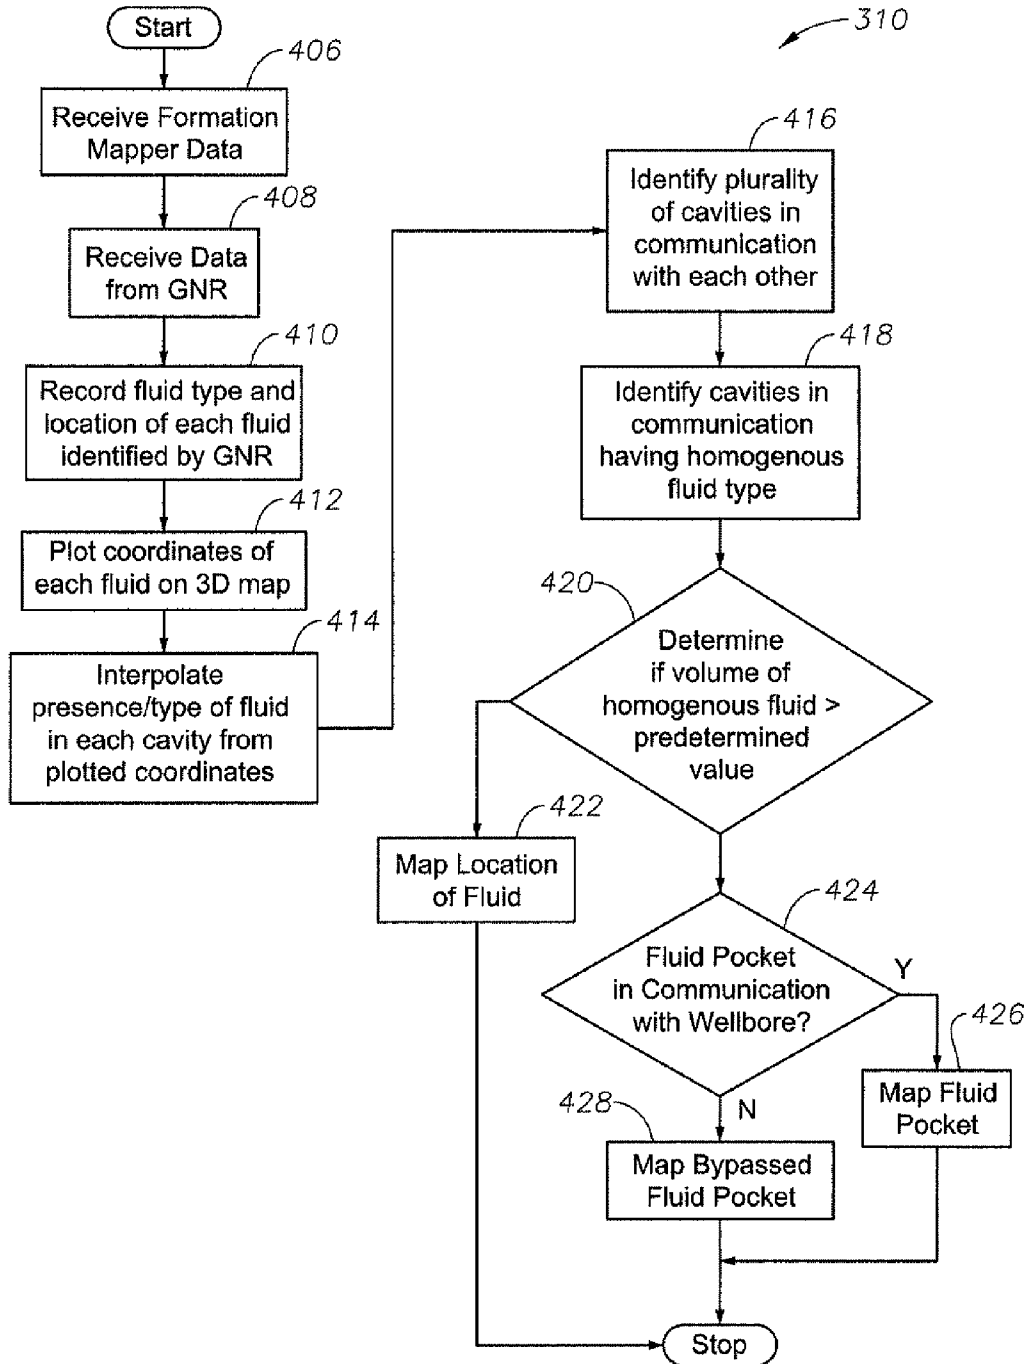 Start
406
Receive Formation
Mapper Data
408
Receive Data
from GNR
410
Record fluid type and
location of each fluid
identified by GNR
412
Plot coordinates of
each fluid on 3D map
414
Interpolate
presence/type of fluid
in each cavity from
plotted coordinates
310
416
Identify plurality
of cavities in
communication
with each other
418
Identify cavities in
communication
having homogenous
fluid type
420
Determine
if volume of
homogenous fluid >
predetermined
value
422
Map Location
of Fluid
424
Fluid Pocket
in Communication
with Wellbore?
Y
426
Map Fluid
Pocket
N
428
Map Bypassed
Fluid Pocket
Stop